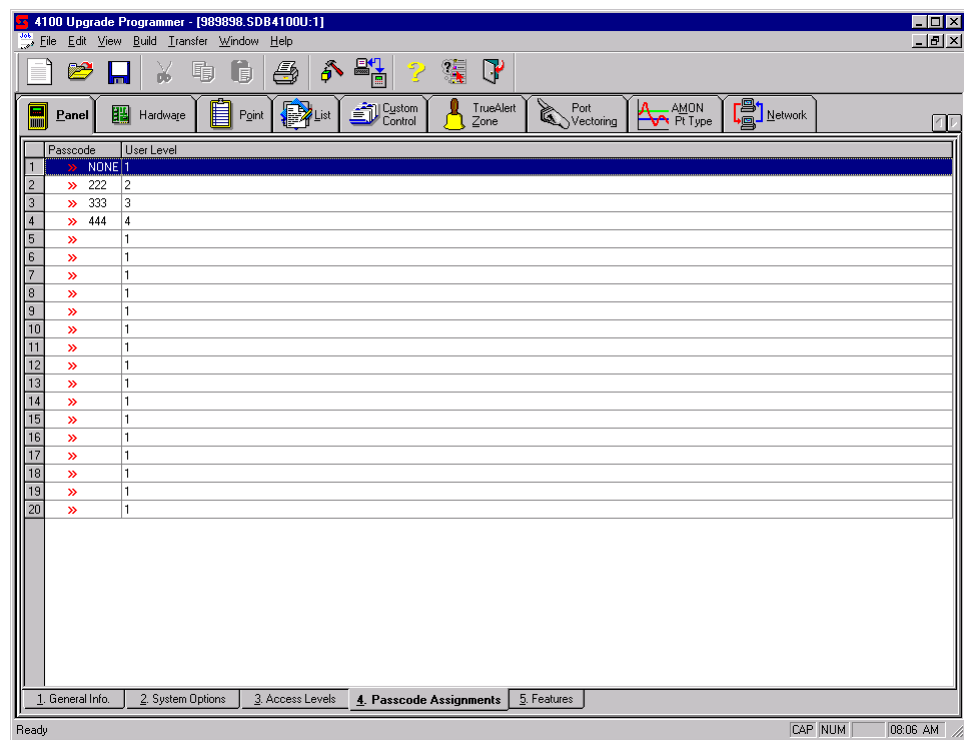 4100 Upgrade Programmer - [989898.SDB4100U:1]
File Edit View Build Transfer Window Help
Panel Hardware Point List Custom Control TrueAlert Zone Port Vectoring AMON Pt Type Network
Passcode User Level
1 » NONE 1
2 » 222 2
3 » 333 3
4 » 444 4
5 » 1
6 » 1
7 » 1
8 » 1
9 » 1
10 » 1
11 » 1
12 » 1
13 » 1
14 » 1
15 » 1
16 » 1
17 » 1
18 » 1
19 » 1
20 » 1
1. General Info. 2. System Options 3. Access Levels 4. Passcode Assignments 5. Features
Ready CAP NUM 08:06 AM